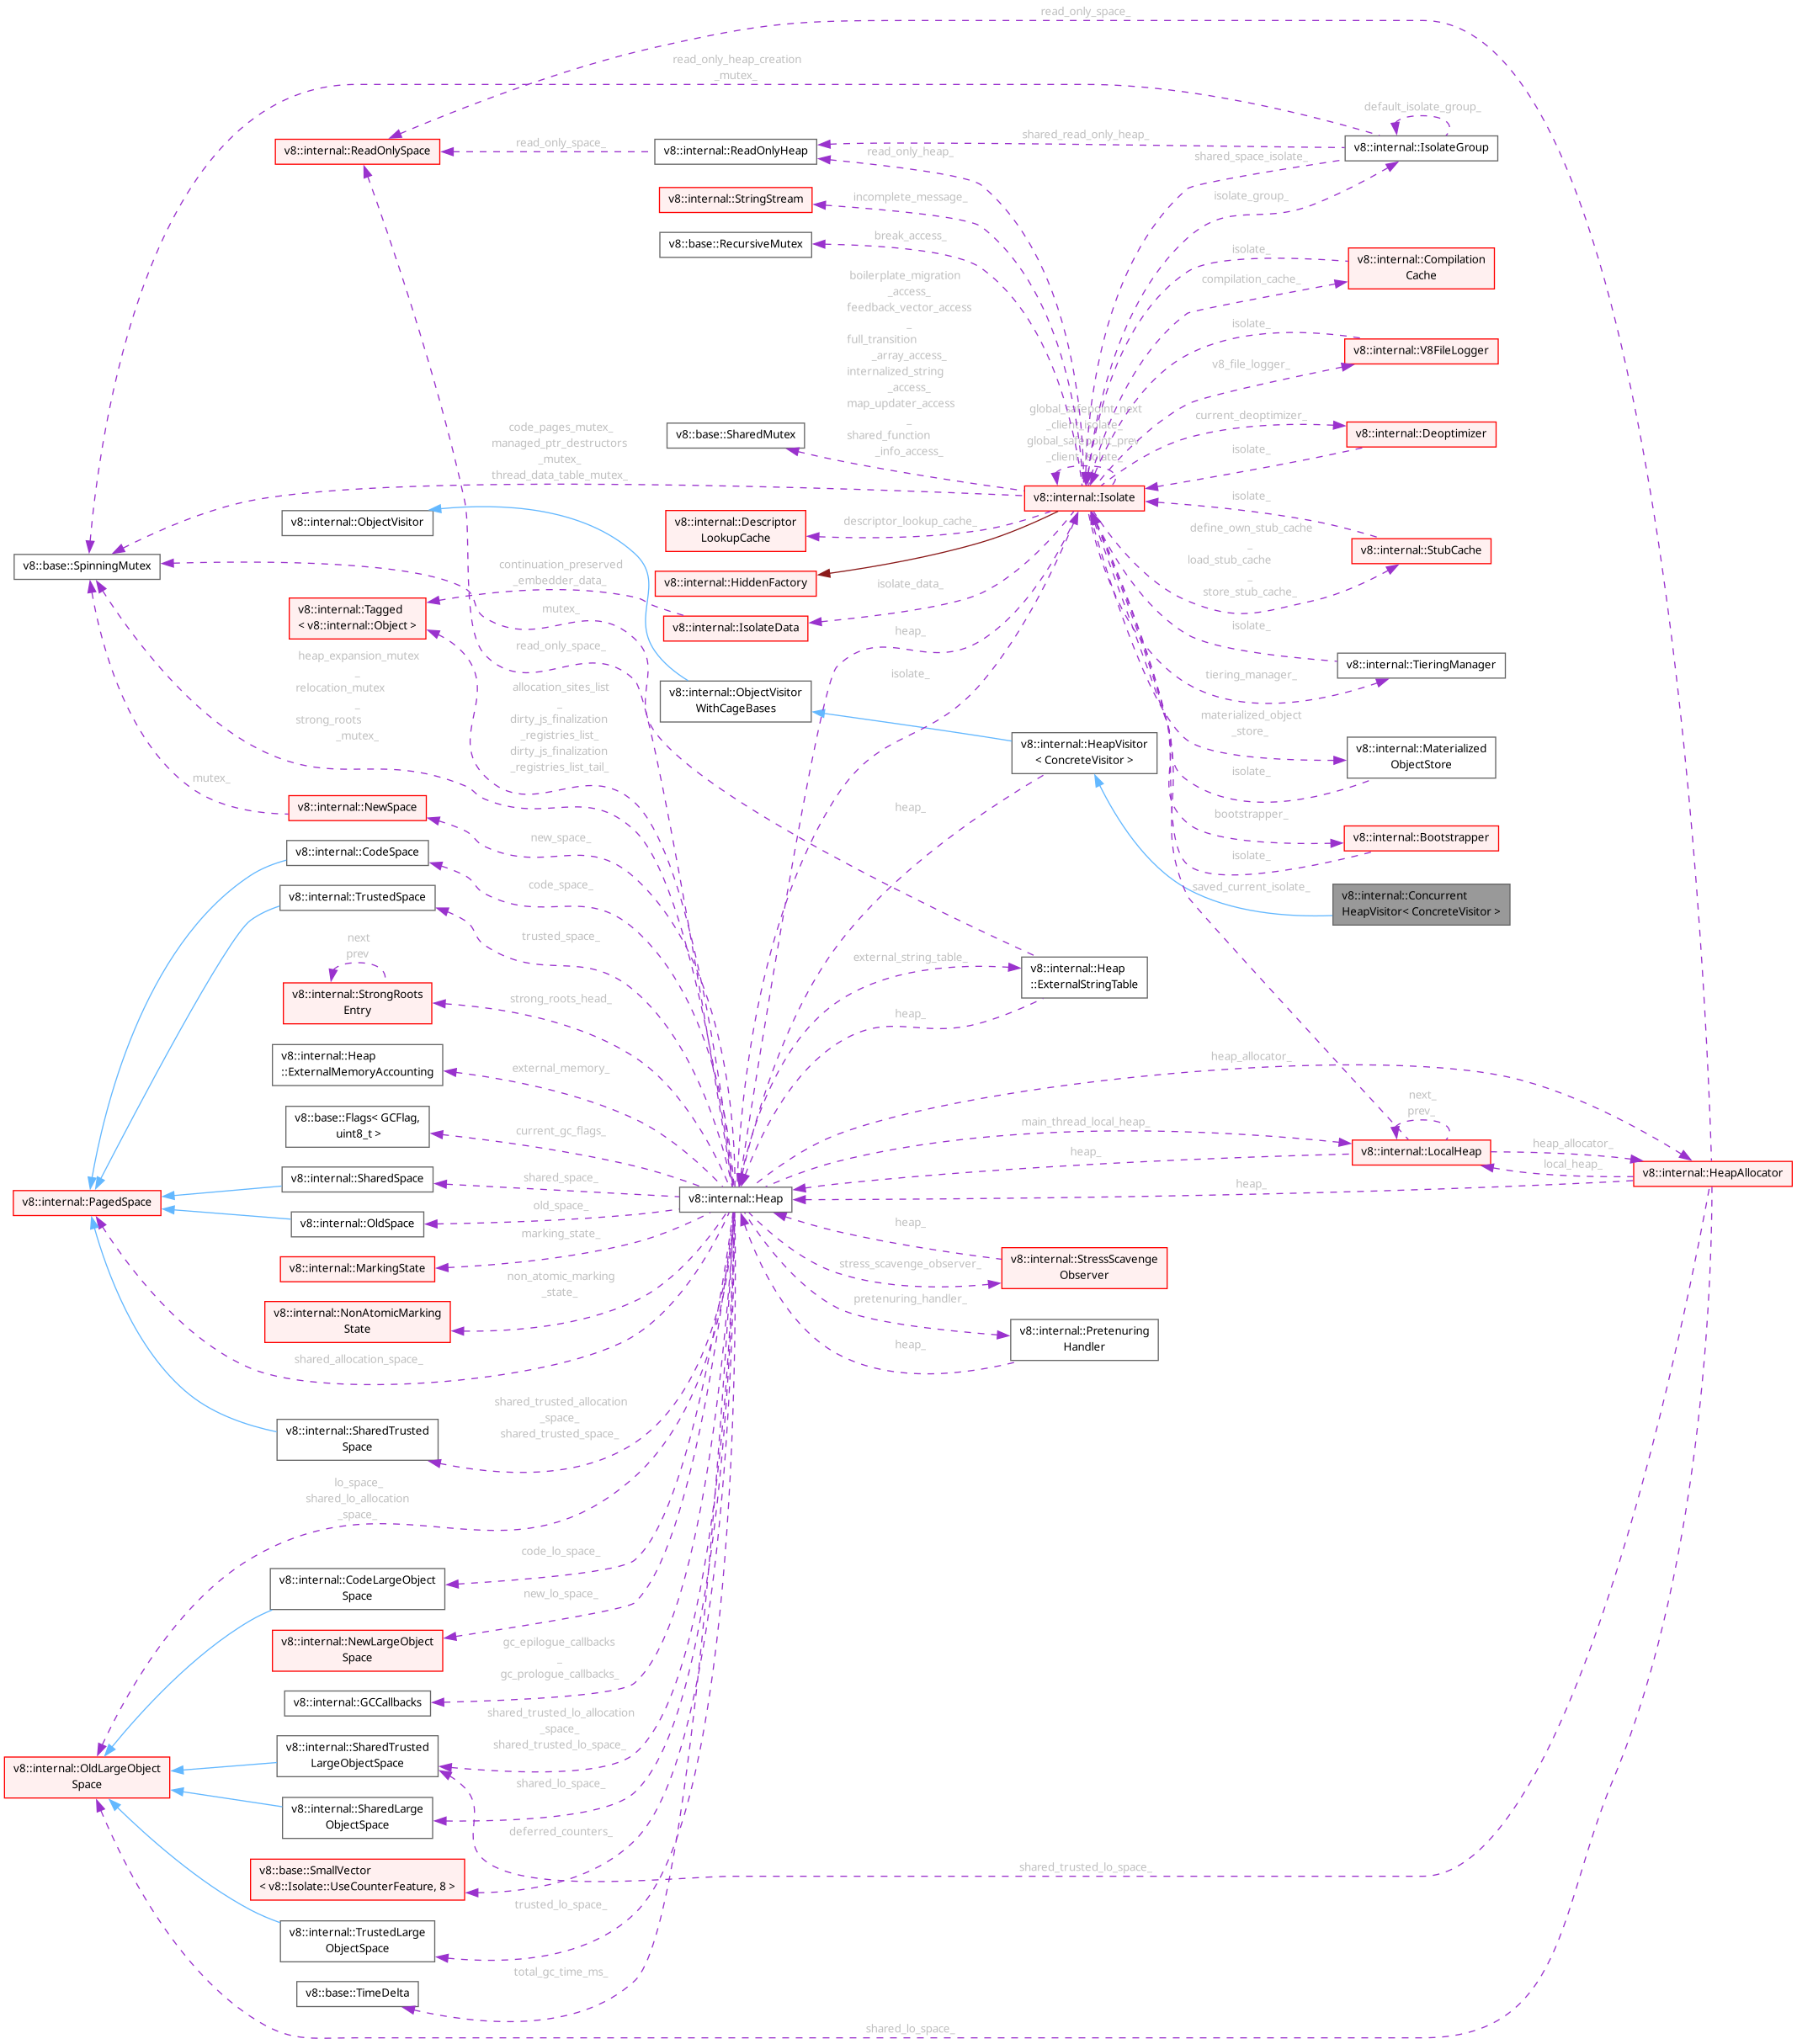 read_only_space_
read_only_heap_creation
_mutex_
default_isolate_group_
shared_read_only_heap_
v8::internal::ReadOnlySpace
read_only_space_
v8::internal::ReadOnlyHeap
read_only_heap_
shared_space_isolate_
v8::internal::IsolateGroup
v8::internal::StringStream
incomplete_message_
isolate_group_
v8::base::RecursiveMutex
break_access_
isolate_
v8::internal::Compilation
Cache
compilation_cache_
boilerplate_migration
_access_
feedback_vector_access
_
full_transition
_array_access_
internalized_string
_access_
map_updater_access
_
shared_function
_info_access_
isolate_
v8::internal::V8FileLogger
v8_file_logger_
global_safepoint_next
_client_isolate_
global_safepoint_prev
_client_isolate_
current_deoptimizer_
v8::internal::Deoptimizer
isolate_
code_pages_mutex_
managed_ptr_destructors
_mutex_
thread_data_table_mutex_
v8::base::SharedMutex
v8::internal::Isolate
isolate_
v8::internal::ObjectVisitor
v8::internal::Descriptor
LookupCache
descriptor_lookup_cache_
define_own_stub_cache
_
load_stub_cache
_
store_stub_cache_
v8::internal::StubCache
v8::base::SpinningMutex
continuation_preserved
_embedder_data_
v8::internal::HiddenFactory
isolate_data_
v8::internal::Tagged
< v8::internal::Object >
mutex_
v8::internal::IsolateData
heap_
isolate_
read_only_space_
isolate_
v8::internal::TieringManager
tiering_manager_
heap_expansion_mutex
_
relocation_mutex
_
strong_roots
_mutex_
allocation_sites_list
_
dirty_js_finalization
_registries_list_
dirty_js_finalization
_registries_list_tail_
v8::internal::ObjectVisitor
WithCageBases
materialized_object
_store_
v8::internal::HeapVisitor
< ConcreteVisitor >
v8::internal::Materialized
ObjectStore
isolate_
mutex_
v8::internal::NewSpace
heap_
bootstrapper_
new_space_
v8::internal::Bootstrapper
v8::internal::CodeSpace
isolate_
code_space_
saved_current_isolate_
v8::internal::TrustedSpace
v8::internal::Concurrent
HeapVisitor< ConcreteVisitor >
trusted_space_
next
prev
external_string_table_
v8::internal::Heap
::ExternalStringTable
v8::internal::StrongRoots
Entry
strong_roots_head_
heap_
v8::internal::Heap
::ExternalMemoryAccounting
external_memory_
heap_allocator_
v8::base::Flags< GCFlag,
uint8_t >
current_gc_flags_
main_thread_local_heap_
next_
prev_
heap_
v8::internal::LocalHeap
heap_allocator_
local_heap_
v8::internal::HeapAllocator
v8::internal::SharedSpace
shared_space_
heap_
v8::internal::PagedSpace
v8::internal::Heap
old_space_
v8::internal::OldSpace
heap_
marking_state_
v8::internal::MarkingState
stress_scavenge_observer_
v8::internal::StressScavenge
Observer
non_atomic_marking
_state_
pretenuring_handler_
v8::internal::NonAtomicMarking
State
v8::internal::Pretenuring
Handler
heap_
shared_allocation_space_
v8::internal::SharedTrusted
Space
shared_trusted_allocation
_space_
shared_trusted_space_
lo_space_
shared_lo_allocation
_space_
code_lo_space_
v8::internal::CodeLargeObject
Space
new_lo_space_
v8::internal::NewLargeObject
Space
gc_epilogue_callbacks
_
gc_prologue_callbacks_
v8::internal::GCCallbacks
shared_trusted_lo_allocation
_space_
shared_trusted_lo_space_
v8::internal::SharedTrusted
LargeObjectSpace
v8::internal::OldLargeObject
Space
shared_lo_space_
v8::internal::SharedLarge
ObjectSpace
deferred_counters_
v8::base::SmallVector
< v8::Isolate::UseCounterFeature, 8 >
shared_trusted_lo_space_
trusted_lo_space_
v8::internal::TrustedLarge
ObjectSpace
total_gc_time_ms_
v8::base::TimeDelta
shared_lo_space_